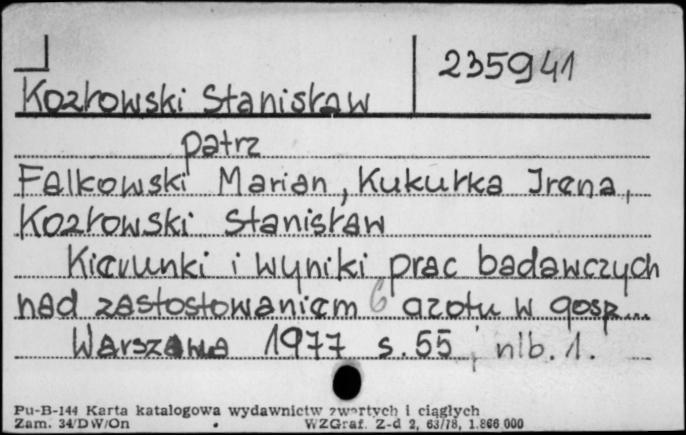 235941
Kozłowski Stanisław
patrz
Falkowski Marian, Kukułka Irena,
Kozłowski Stanisław
Kierunki i wyniki prac badawczych
nad zastostowaniem 6 azotu w gosp...
Warszawa 1977 s. 55, nlb. 1.
Pu-B-144 Karta katalogowa wydawnictw zwartych i ciągłych
Zam. 34/DW/On WZGraf. Z-d 2, 63/78, 1.866 000